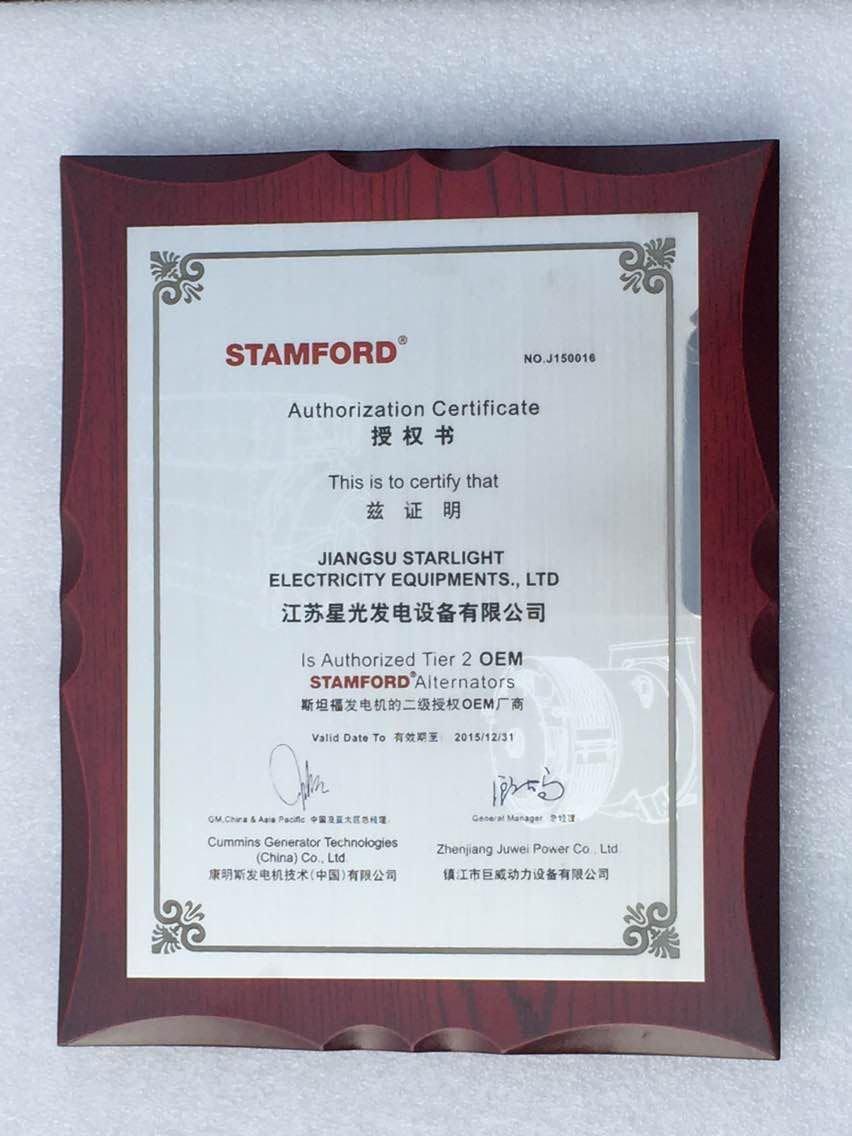 STAMFORD®
NO.J150016
Authorization Certificate
授权书
This is to certify that
兹证明
JIANGSU STARLIGHT
ELECTRICITY EQUIPMENTS., LTD
江苏星光发电设备有限公司
Is Authorized Tier 2 OEM
STAMFORD®Alternators
斯坦福发电机的二级授权OEM厂商
Valid Date To 有效期至: 2015/12/31
GM,China & Asia Pacific 中国及亚太区总经理
General Manager 总经理
Cummins Generator Technologies
(China) Co., Ltd
康明斯发电机技术(中国)有限公司
Zhenjiang Juwei Power Co., Ltd
镇江市巨威动力设备有限公司